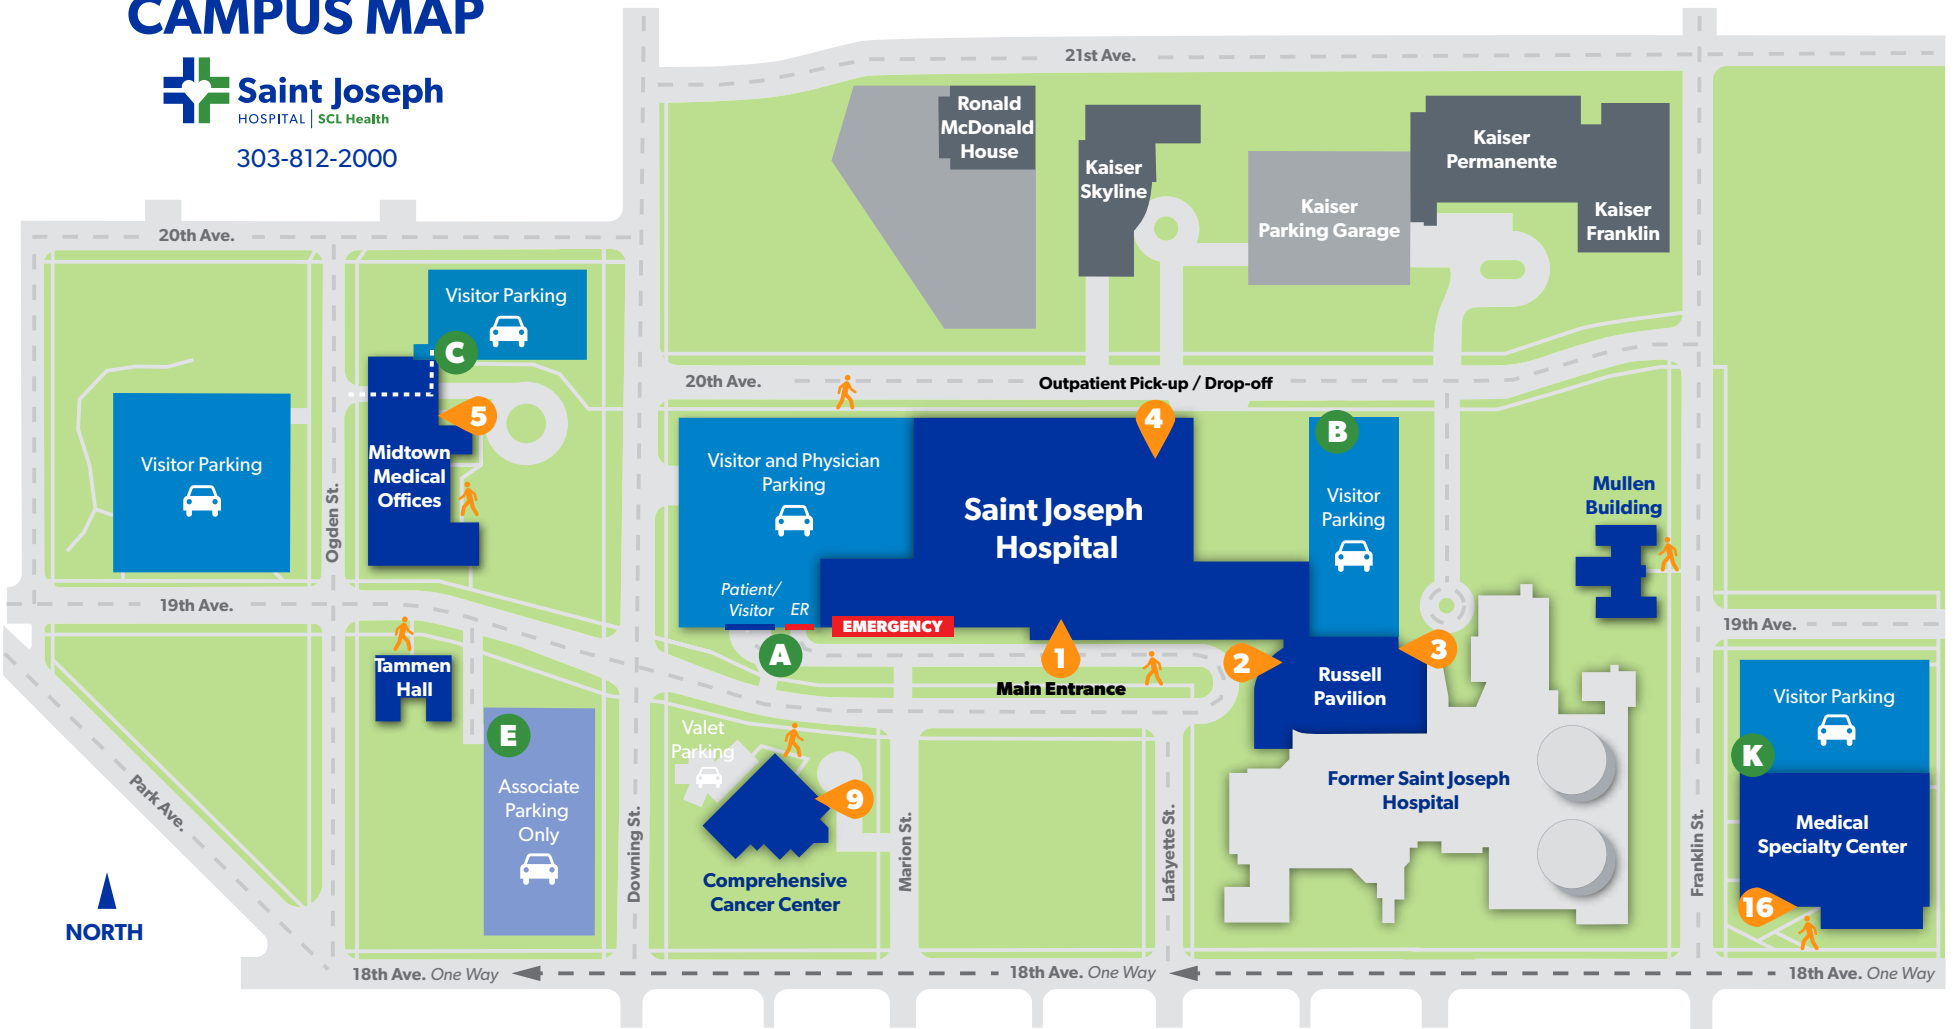 CAMPUS MAP
Saint Joseph
HOSPITAL | SCL Health
303-812-2000
21st Ave.
Ronald
McDonald
House
Kaiser
Skyline
Kaiser
Parking Garage
Kaiser
Permanente
Kaiser
Franklin
20th Ave.
Visitor Parking
C
5
Midtown
Medical
Offices
Visitor Parking
Ogden St.
20th Ave.
Outpatient Pick-up / Drop-off
4
B
Visitor and Physician
Parking
Saint Joseph
Hospital
Visitor
Parking
Mullen
Building
Patient/
Visitor
ER
EMERGENCY
A
1
Main Entrance
2
3
Russell
Pavilion
19th Ave.
19th Ave.
Tammen
Hall
E
Associate
Parking
Only
Valet
Parking
9
Comprehensive
Cancer Center
Downing St.
Marion St.
Lafayette St.
Former Saint Joseph
Hospital
Franklin St.
Visitor Parking
K
Medical
Specialty Center
16
Park Ave.
NORTH
18th Ave. One Way
18th Ave. One Way
18th Ave. One Way